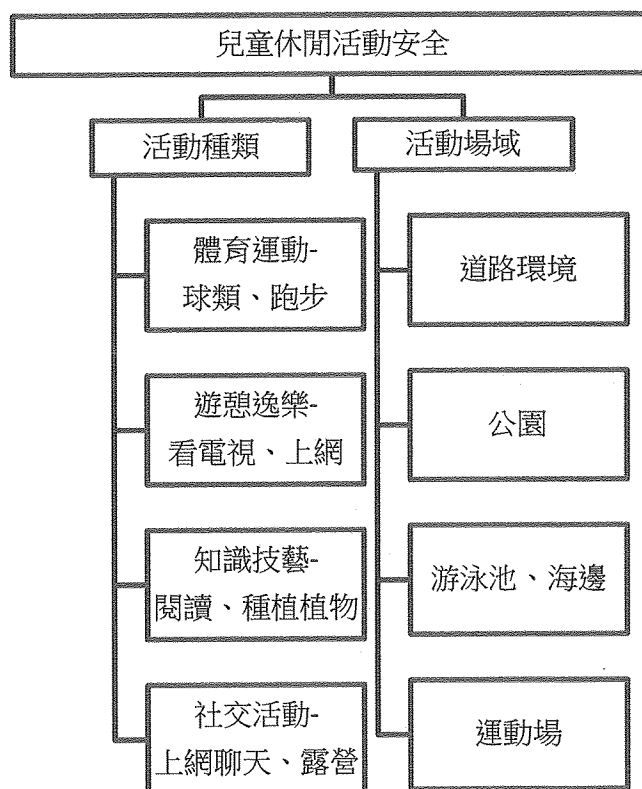 兒童休閒活動安全
活動種類
體育運動-
球類、跑步
遊憩逸樂-
看電視、上網
知識技藝-
閱讀、種植植物
社交活動-
上網聊天、露營
活動場域
道路環境
公園
游泳池、海邊
運動場